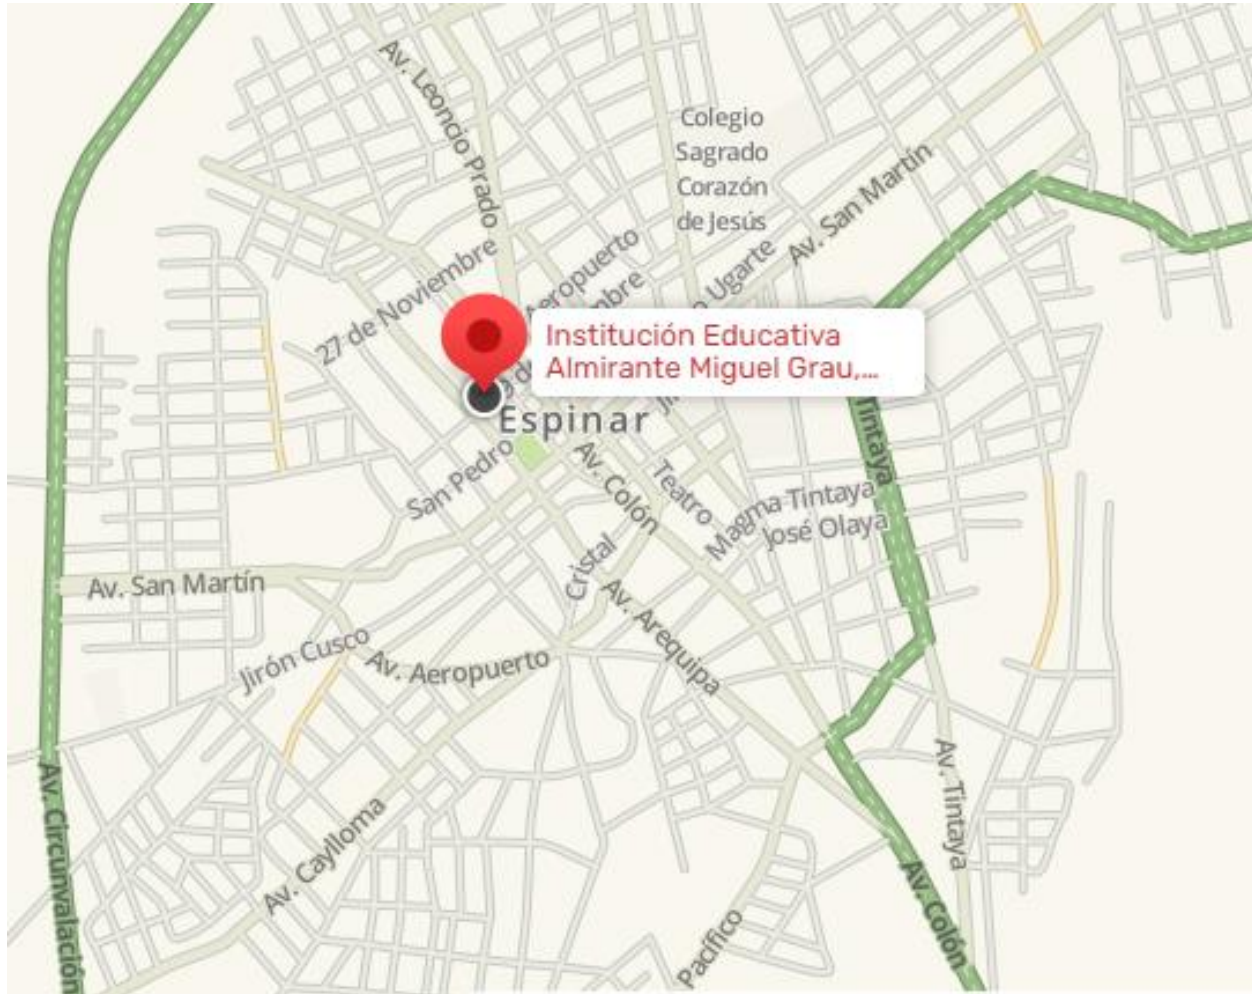 Av. Leoncio Prado
Colegio
Sagrado
Corazón
de Jesús
Av. San Martín
27 de Noviembre
Aeropuerto
Ugarte
Institución Educativa
Almirante Miguel Grau,...
Espinar
Tintaya
San Pedro
Av. Colón
Teatro
Magma Tintaya
José Olaya
Cristal
Av. San Martín
Av. Arequipa
Jirón Cusco
Av. Aeropuerto
Av. Circunvalación
Av. Caylloma
Av. Tintaya
Av. Colón
Pacífico